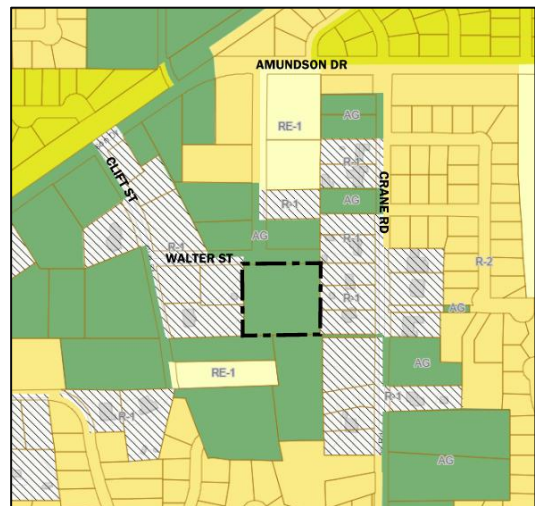 AMUNDSON DR
AG
RE-1
R-1
CLIFT ST
CRANE RD
R-1
AG
AG
R-1
R-1
WALTER ST
R-2
R-1
AG
AG
RE-1
R-1
R-1
AG